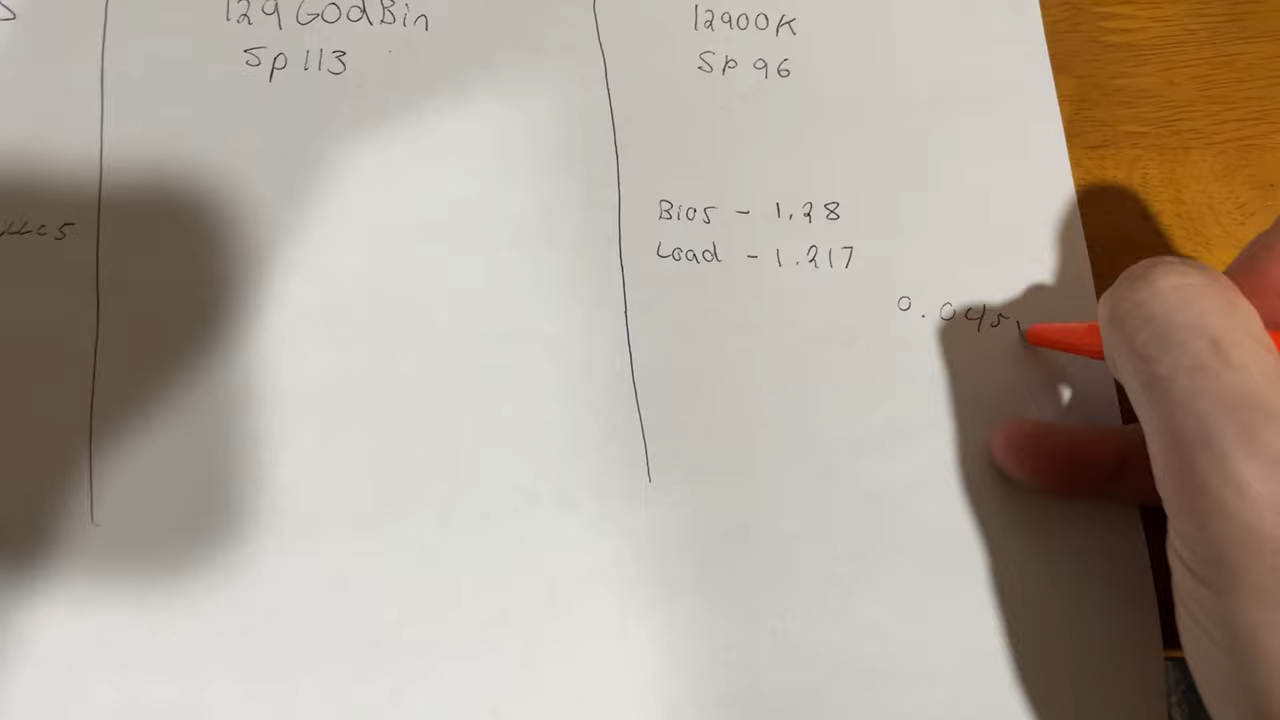 129 GodBin
Sp 113
12900K
SP 96
Bios - 1.28
Load - 1.217
0.045